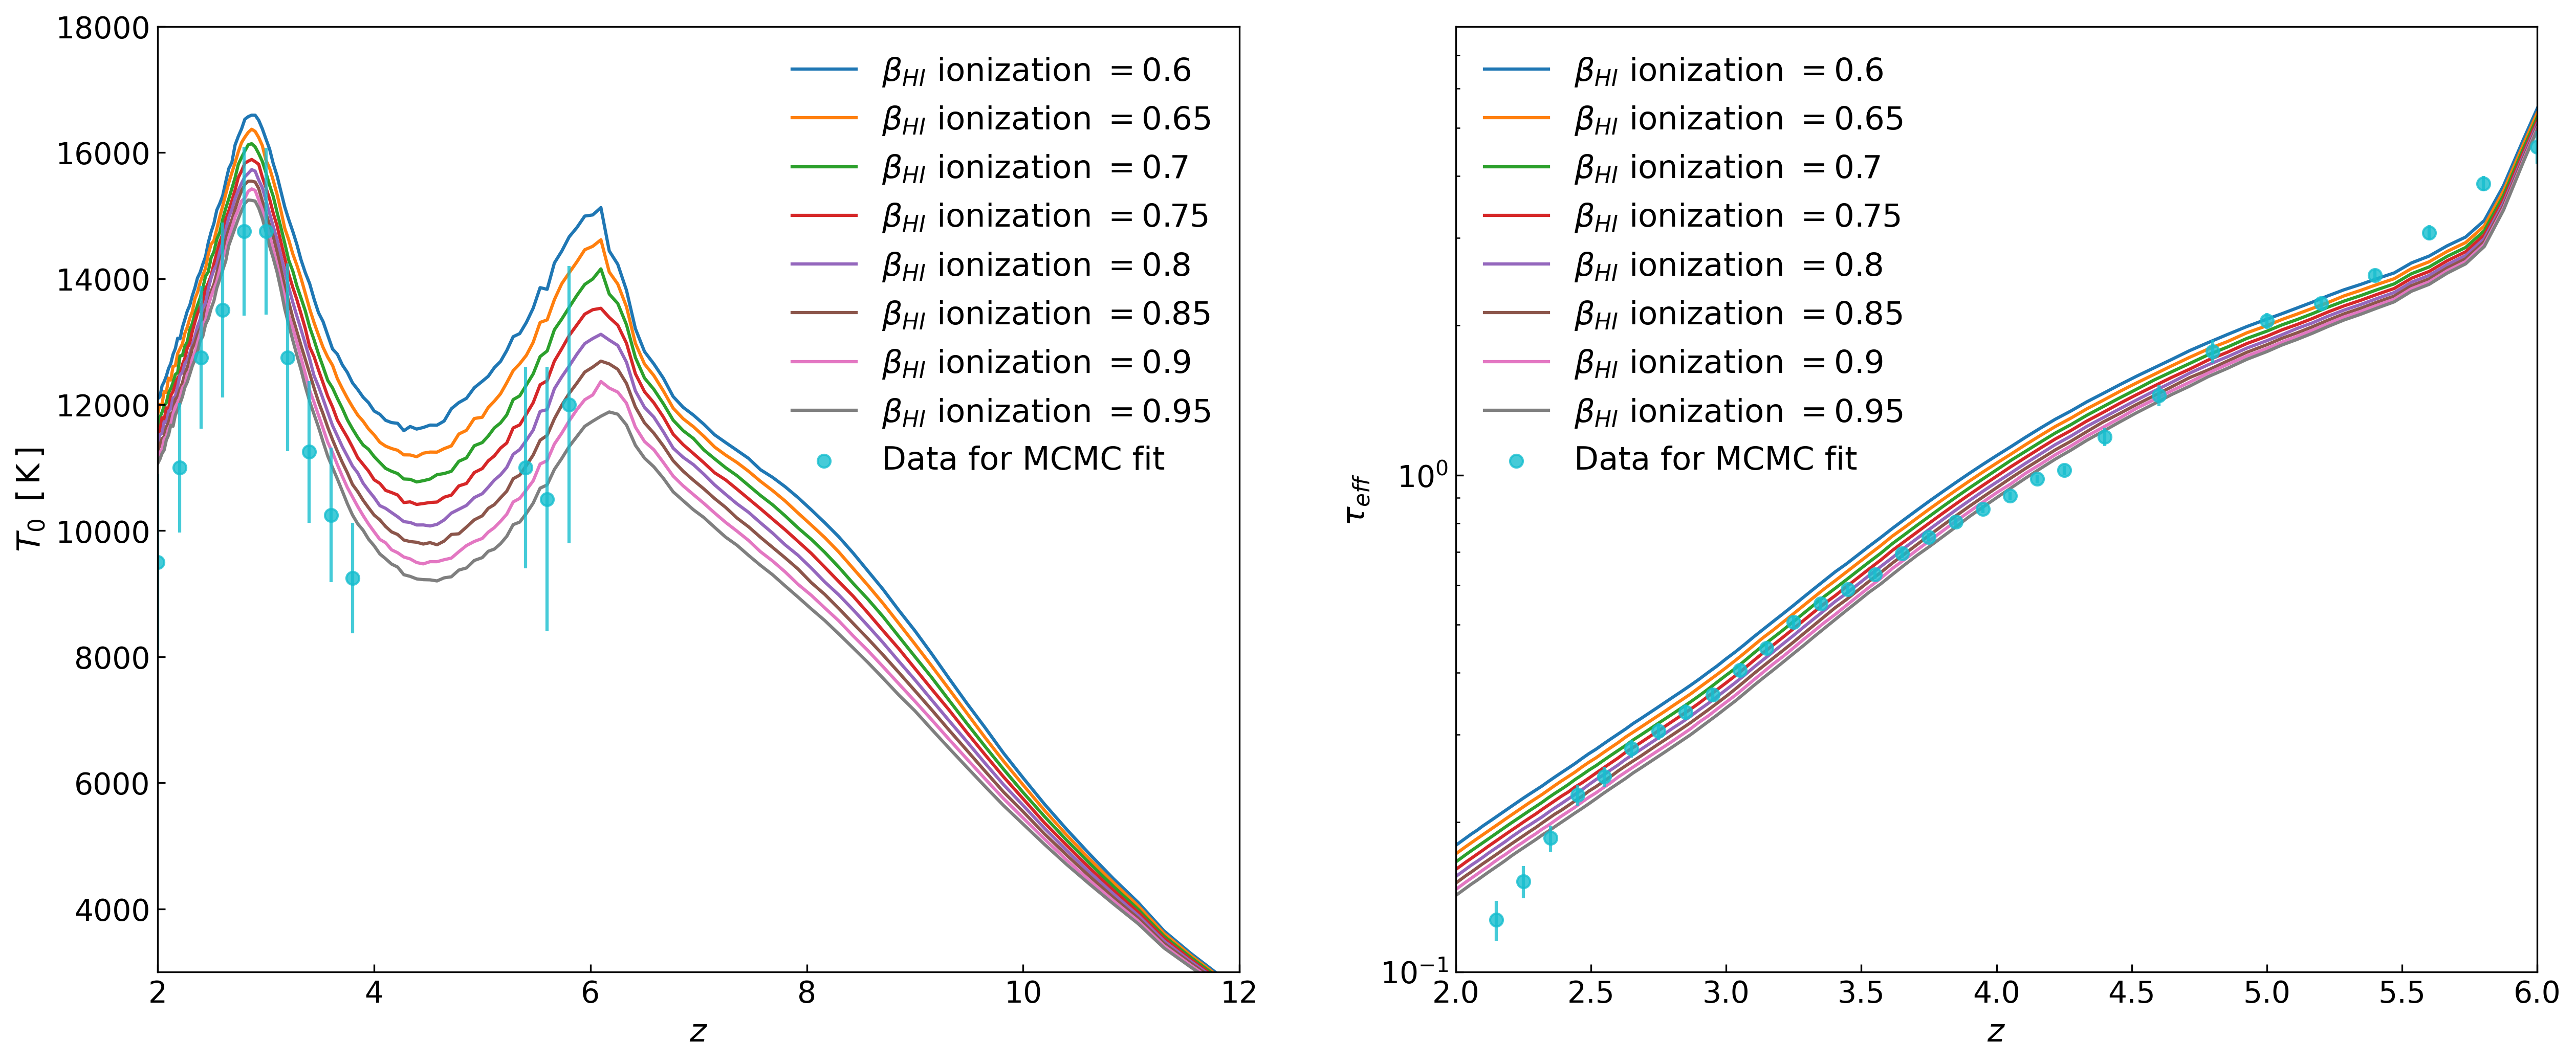 18000
16000
14000
12000
10000
8000
6000
4000
T0 [ K ]
2 4 6 8 10 12
z
βHI ionization = 0.6
βHI ionization = 0.65
βHI ionization = 0.7
βHI ionization = 0.75
βHI ionization = 0.8
βHI ionization = 0.85
βHI ionization = 0.9
βHI ionization = 0.95
Data for MCMC fit
10^0
10^-1
τeff
2.0 2.5 3.0 3.5 4.0 4.5 5.0 5.5 6.0
z
βHI ionization = 0.6
βHI ionization = 0.65
βHI ionization = 0.7
βHI ionization = 0.75
βHI ionization = 0.8
βHI ionization = 0.85
βHI ionization = 0.9
βHI ionization = 0.95
Data for MCMC fit